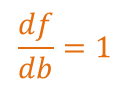 df/db = 1